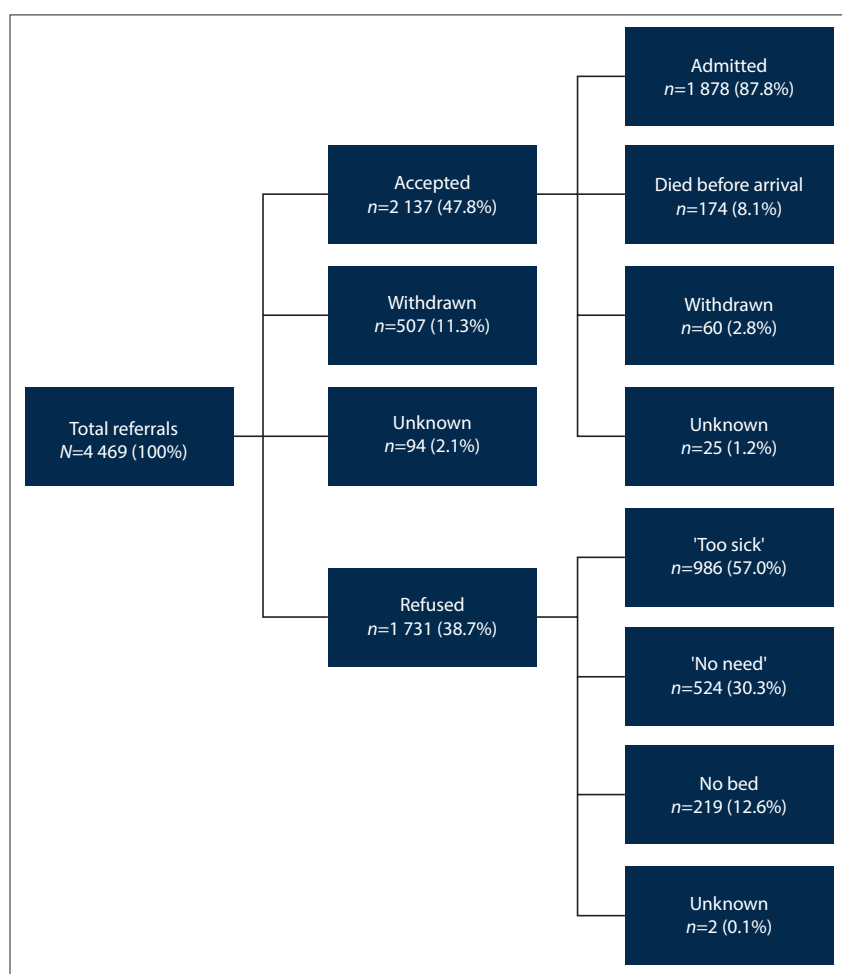 Total referrals
N=4 469 (100%)
Accepted
n=2 137 (47.8%)
Withdrawn
n=507 (11.3%)
Unknown
n=94 (2.1%)
Refused
n=1 731 (38.7%)
Admitted
n=1 878 (87.8%)
Died before arrival
n=174 (8.1%)
Withdrawn
n=60 (2.8%)
Unknown
n=25 (1.2%)
'Too sick'
n=986 (57.0%)
'No need'
n=524 (30.3%)
No bed
n=219 (12.6%)
Unknown
n=2 (0.1%)